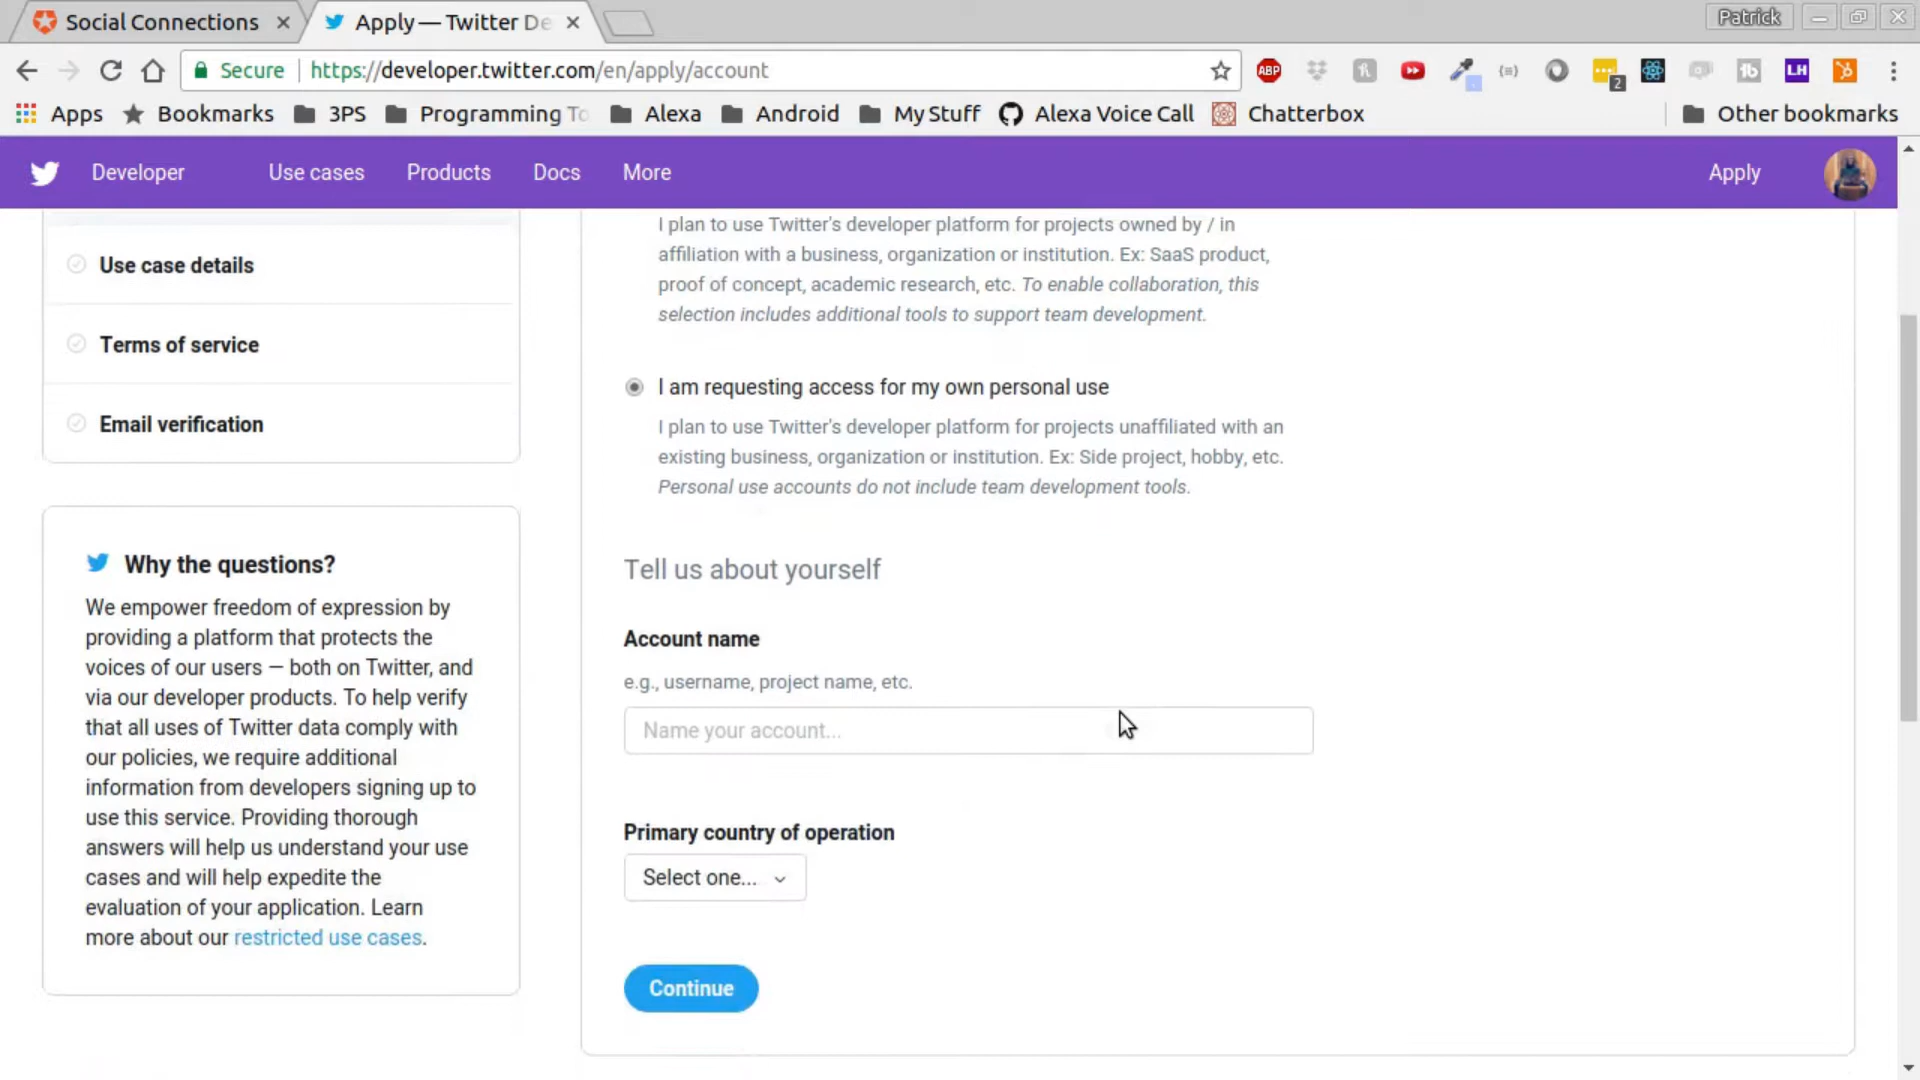 Social Connections
Apply — Twitter De
Patrick
Secure
https://developer.twitter.com/en/apply/account
ABP
2
LH
Apps
Bookmarks
3PS
Programming To
Alexa
Android
My Stuff
Alexa Voice Call
Chatterbox
Other bookmarks
Developer
Use cases
Products
Docs
More
Apply
Use case details
Terms of service
Email verification
Why the questions?
We empower freedom of expression by
providing a platform that protects the
voices of our users — both on Twitter, and
via our developer products. To help verify
that all uses of Twitter data comply with
our policies, we require additional
information from developers signing up to
use this service. Providing thorough
answers will help us understand your use
cases and will help expedite the
evaluation of your application. Learn
more about our restricted use cases.
I plan to use Twitter's developer platform for projects owned by / in
affiliation with a business, organization or institution. Ex: SaaS product,
proof of concept, academic research, etc. To enable collaboration, this
selection includes additional tools to support team development.
I am requesting access for my own personal use
I plan to use Twitter's developer platform for projects unaffiliated with an
existing business, organization or institution. Ex: Side project, hobby, etc.
Personal use accounts do not include team development tools.
Tell us about yourself
Account name
e.g., username, project name, etc.
Name your account...
Primary country of operation
Select one...
Continue